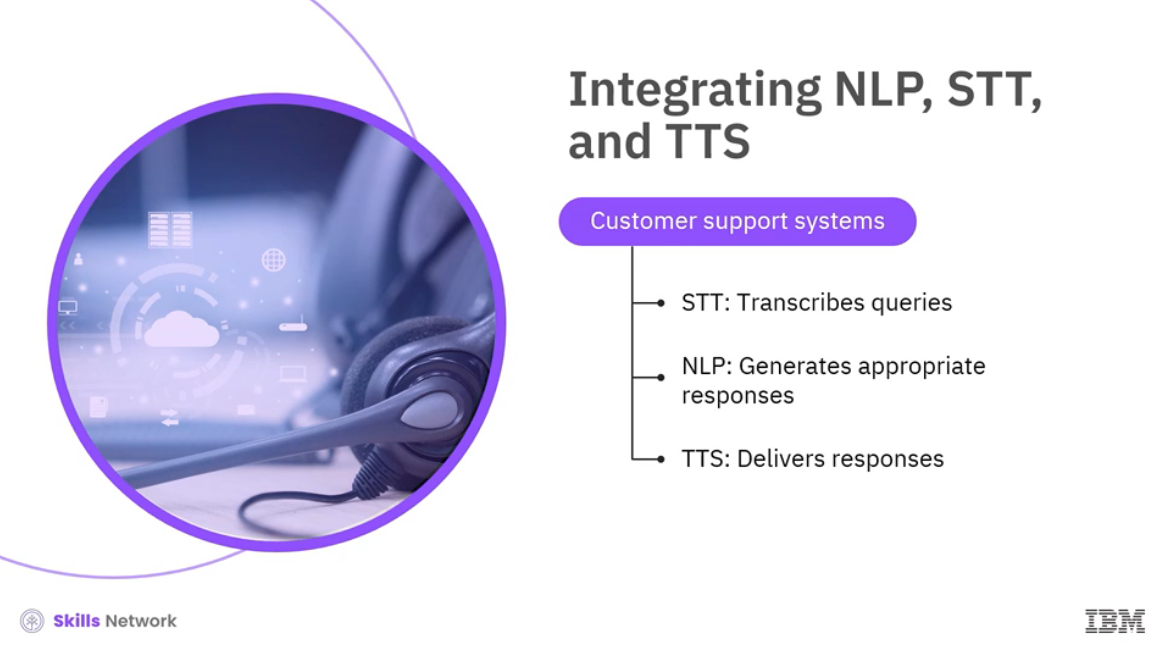 Integrating NLP, STT,
and TTS
Customer support systems
STT: Transcribes queries
NLP: Generates appropriate
responses
TTS: Delivers responses
Skills Network
IBM